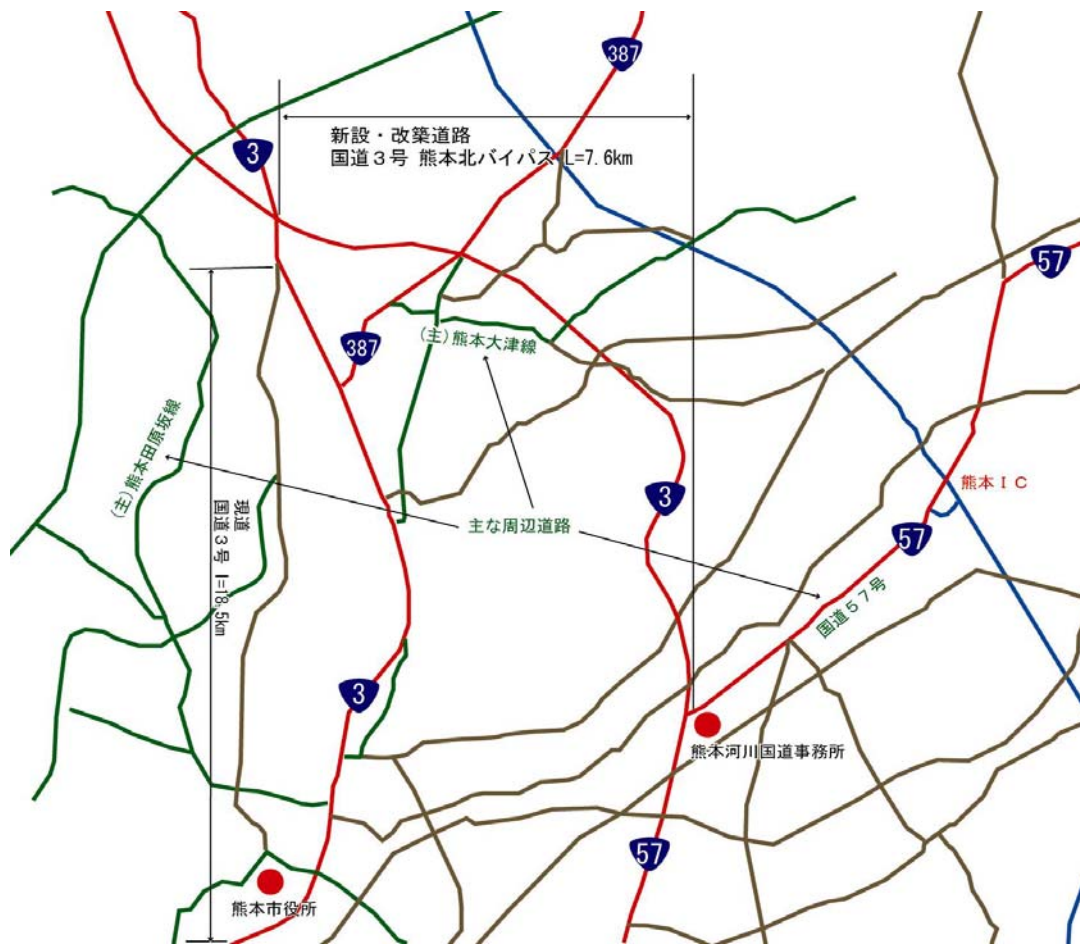 387
3
新設・改築道路
国道3号 熊本北バイパス L=7.6km
57
387
(主)熊本大津線
(主)熊本田原坂線
熊本IC
現道
国道3号 l=18.5km
3
主な周辺道路
57
国道57号
3
熊本河川国道事務所
57
熊本市役所